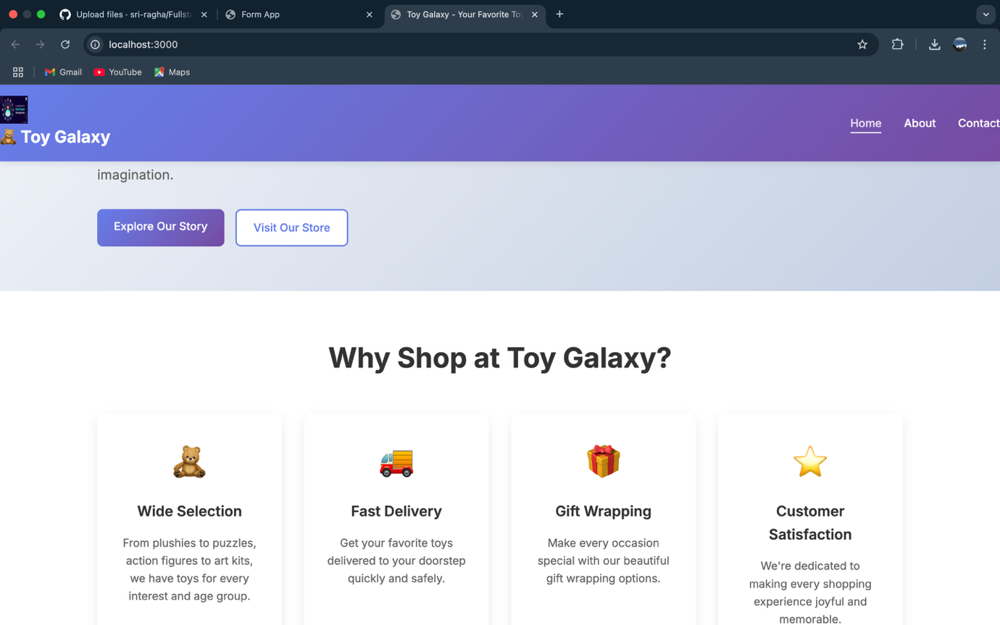 Upload files · sri-ragha/Fullsta
Form App
Toy Galaxy - Your Favorite Toy
localhost:3000
Gmail
YouTube
Maps
Toy Galaxy
Home
About
Contact
imagination.
Explore Our Story
Visit Our Store
Why Shop at Toy Galaxy?
Wide Selection
From plushies to puzzles,
action figures to art kits,
we have toys for every
interest and age group.
Fast Delivery
Get your favorite toys
delivered to your doorstep
quickly and safely.
Gift Wrapping
Make every occasion
special with our beautiful
gift wrapping options.
Customer
Satisfaction
We're dedicated to
making every shopping
experience joyful and
memorable.